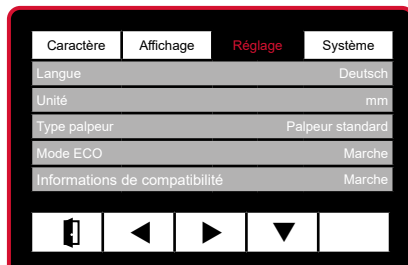 Caractère Affichage Réglage Système
Langue Deutsch
Unité mm
Type palpeur Palpeur standard
Mode ECO Marche
Informations de compatibilité Marche